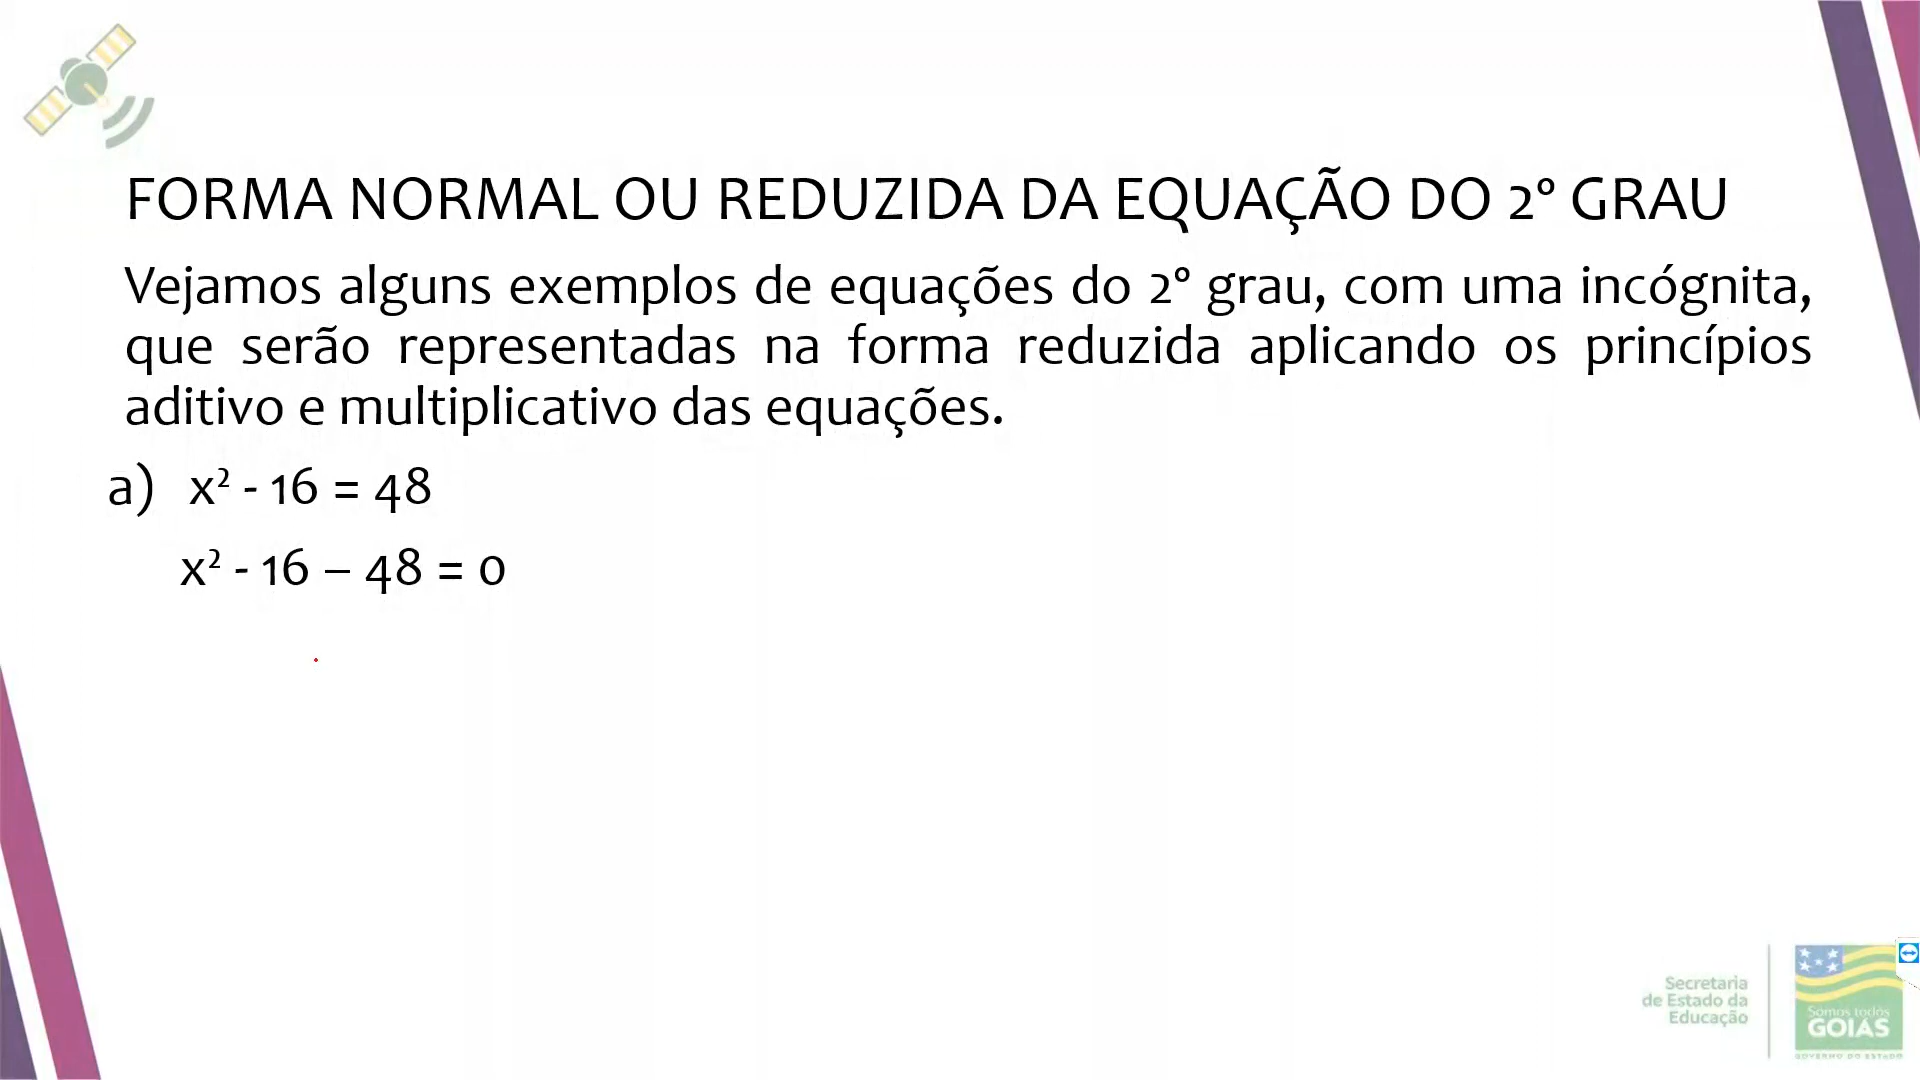 FORMA NORMAL OU REDUZIDA DA EQUAÇÃO DO 2º GRAU
Vejamos alguns exemplos de equações do 2º grau, com uma incógnita,
que serão representadas na forma reduzida aplicando os princípios
aditivo e multiplicativo das equações.
a) x² - 16 = 48
x² - 16 – 48 = 0
Secretaria
de Estado da
Educação
Somos todos
GOIÁS
GOVERNO DO ESTADO